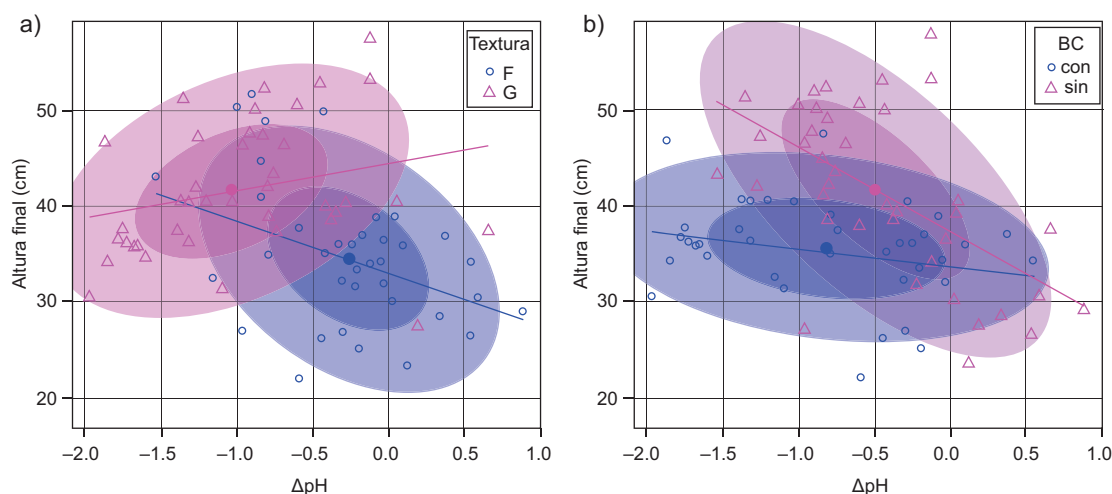 a)
Textura
F
G
Altura final (cm)
50
40
30
20
–2.0
–1.5
–1.0
–0.5
0.0
0.5
1.0
ΔpH
b)
BC
con
sin
Altura final (cm)
50
40
30
20
–2.0
–1.5
–1.0
–0.5
0.0
0.5
1.0
ΔpH